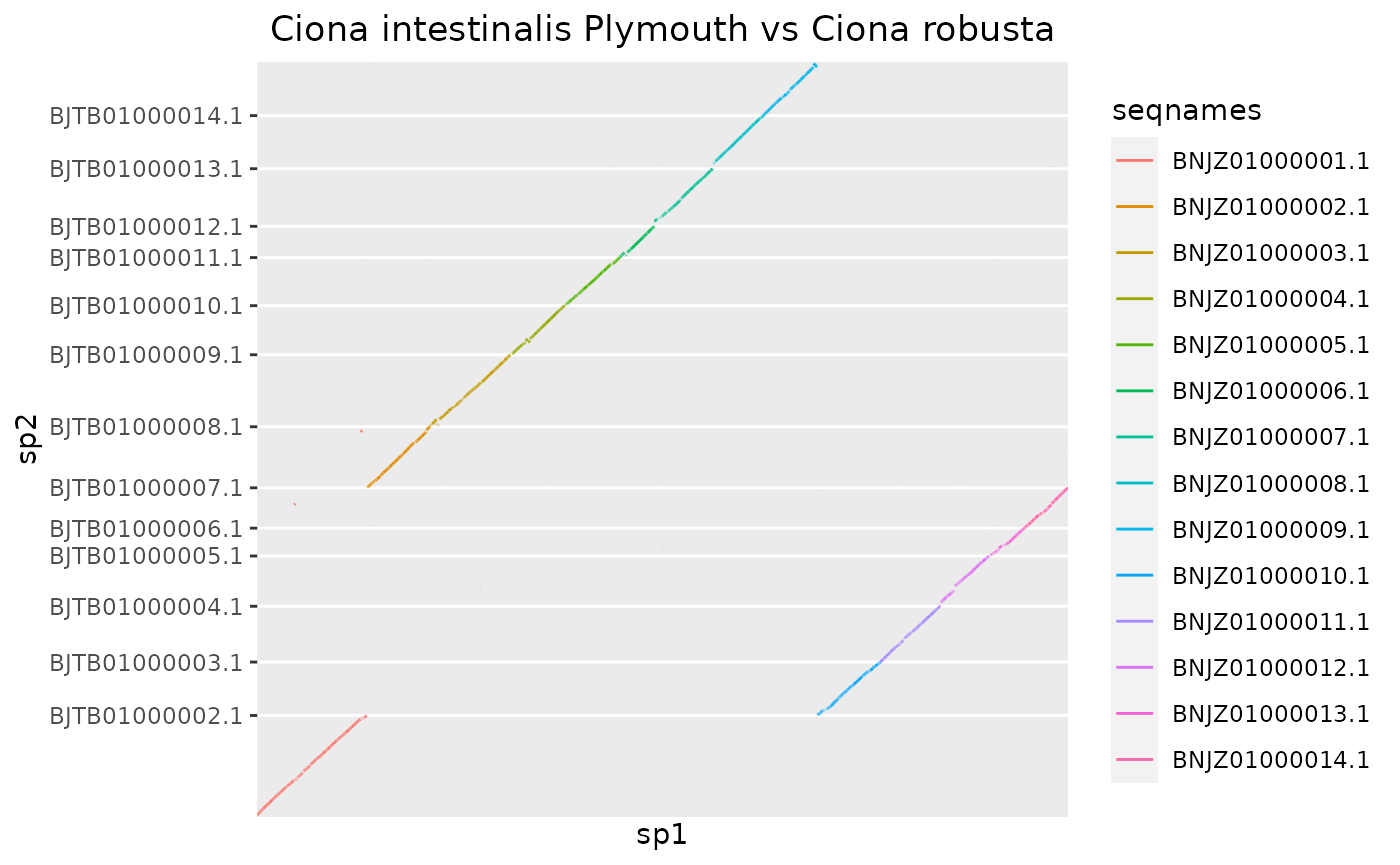 Ciona intestinalis Plymouth vs Ciona robusta
BJTB01000014.1
BJTB01000013.1
BJTB01000012.1
BJTB01000011.1
BJTB01000010.1
BJTB01000009.1
BJTB01000008.1
BJTB01000007.1
BJTB01000006.1
BJTB01000005.1
BJTB01000004.1
BJTB01000003.1
BJTB01000002.1
sp2
sp1
seqnames
BNJZ01000001.1
BNJZ01000002.1
BNJZ01000003.1
BNJZ01000004.1
BNJZ01000005.1
BNJZ01000006.1
BNJZ01000007.1
BNJZ01000008.1
BNJZ01000009.1
BNJZ01000010.1
BNJZ01000011.1
BNJZ01000012.1
BNJZ01000013.1
BNJZ01000014.1